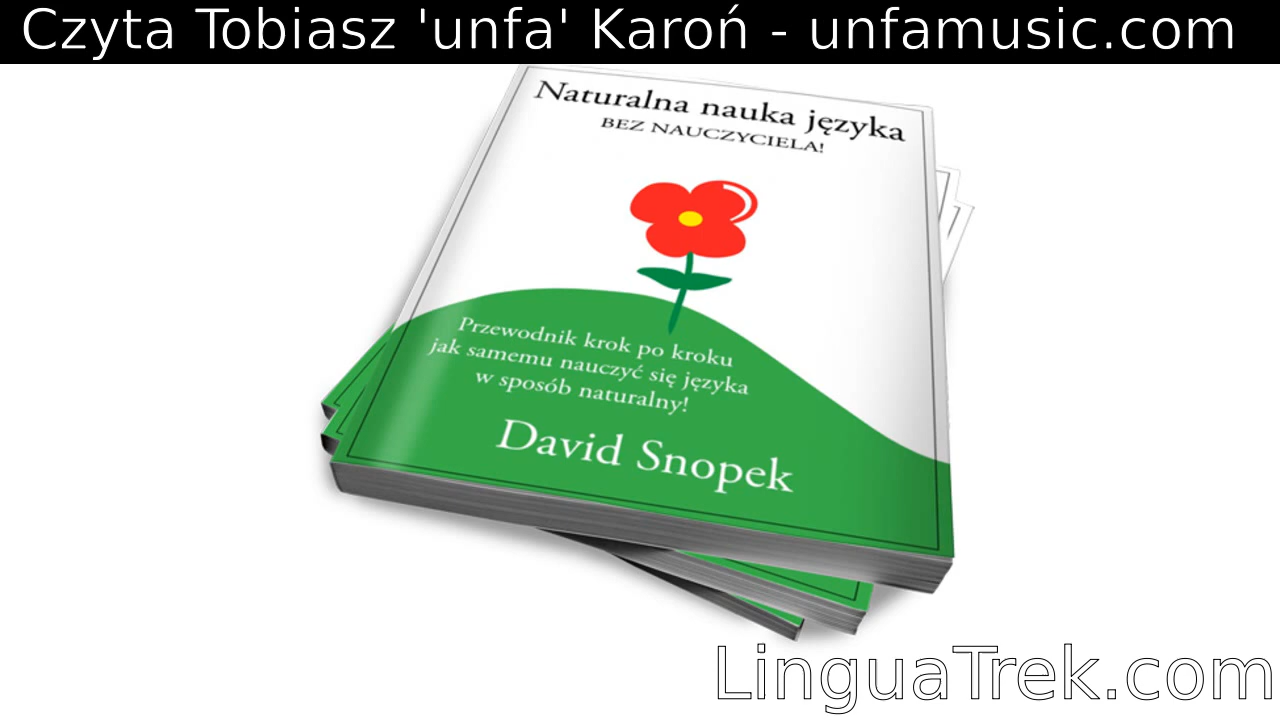 Czyta Tobiasz 'unfa' Karoń - unfamusic.com
Naturalna nauka języka
BEZ NAUCZYCIELA!
Przewodnik krok po kroku
jak samemu nauczyć się języka
w sposób naturalny!
David Snopek
LinguaTrek.com